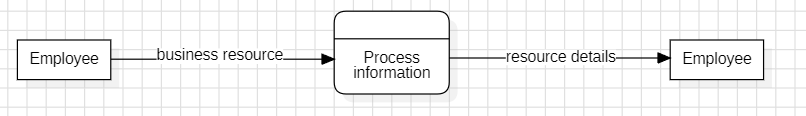 Employee
business resource
Process
information
resource details
Employee